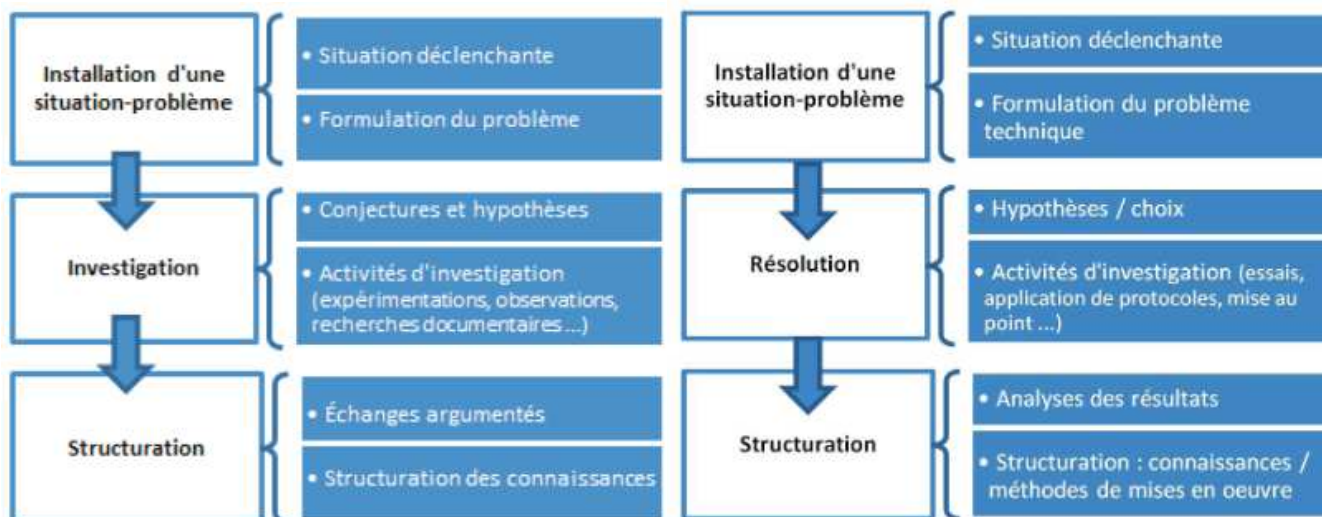 Installation d'une
situation-problème
• Situation déclenchante
• Formulation du problème
Investigation
• Conjectures et hypothèses
• Activités d'investigation
(expérimentations, observations,
recherches documentaires ...)
Structuration
• Échanges argumentés
• Structuration des connaissances
Installation d'une
situation-problème
• Situation déclenchante
• Formulation du problème
technique
Résolution
• Hypothèses / choix
• Activités d'investigation (essais,
application de protocoles, mise au
point ...)
Structuration
• Analyses des résultats
• Structuration : connaissances /
méthodes de mises en oeuvre